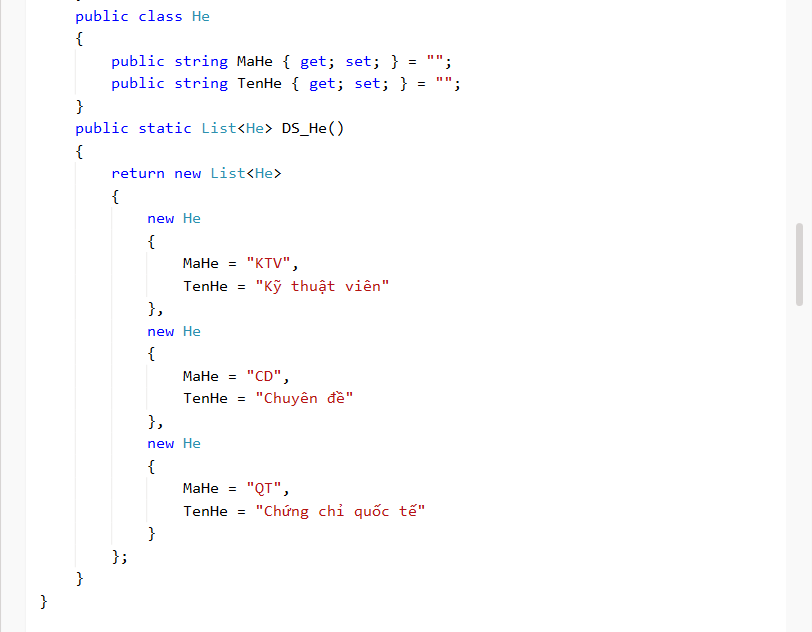 public class He
{
public string MaHe { get; set; } = "";
public string TenHe { get; set; } = "";
}
public static List<He> DS_He()
{
return new List<He>
{
new He
{
MaHe = "KTV",
TenHe = "Kỹ thuật viên"
},
new He
{
MaHe = "CD",
TenHe = "Chuyên đề"
},
new He
{
MaHe = "QT",
TenHe = "Chứng chỉ quốc tế"
}
};
}
}